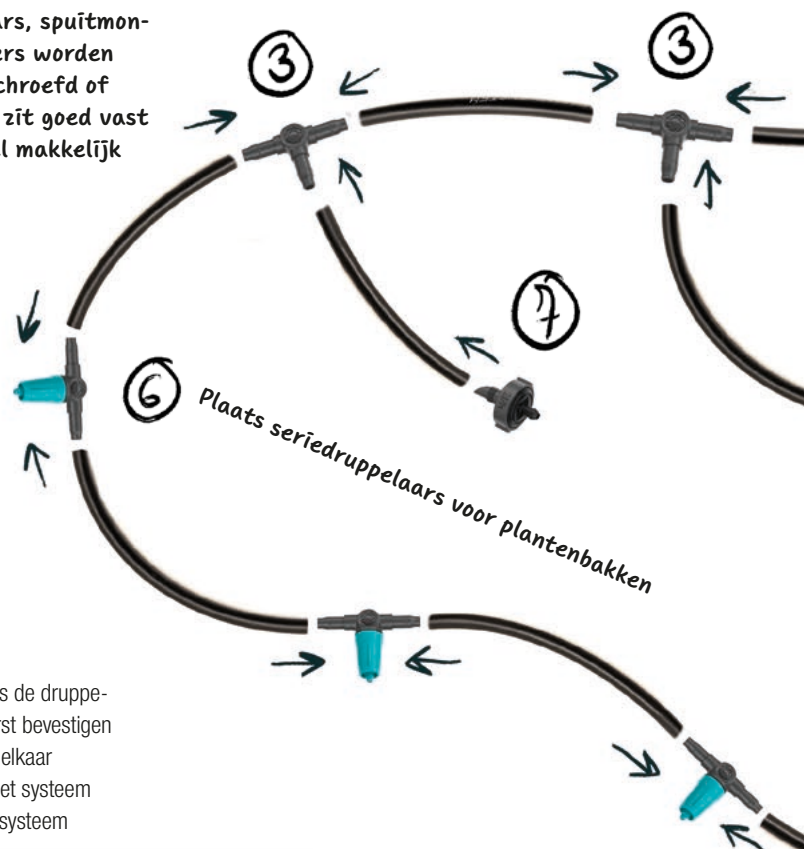 ars, spuitmon-
ers worden
chroefd of
zit goed vast
l makkelijk
3
3
7
6
Plaats seriedruppelaars voor plantenbakken
s de druppe-
rst bevestigen
elkaar
et systeem
systeem